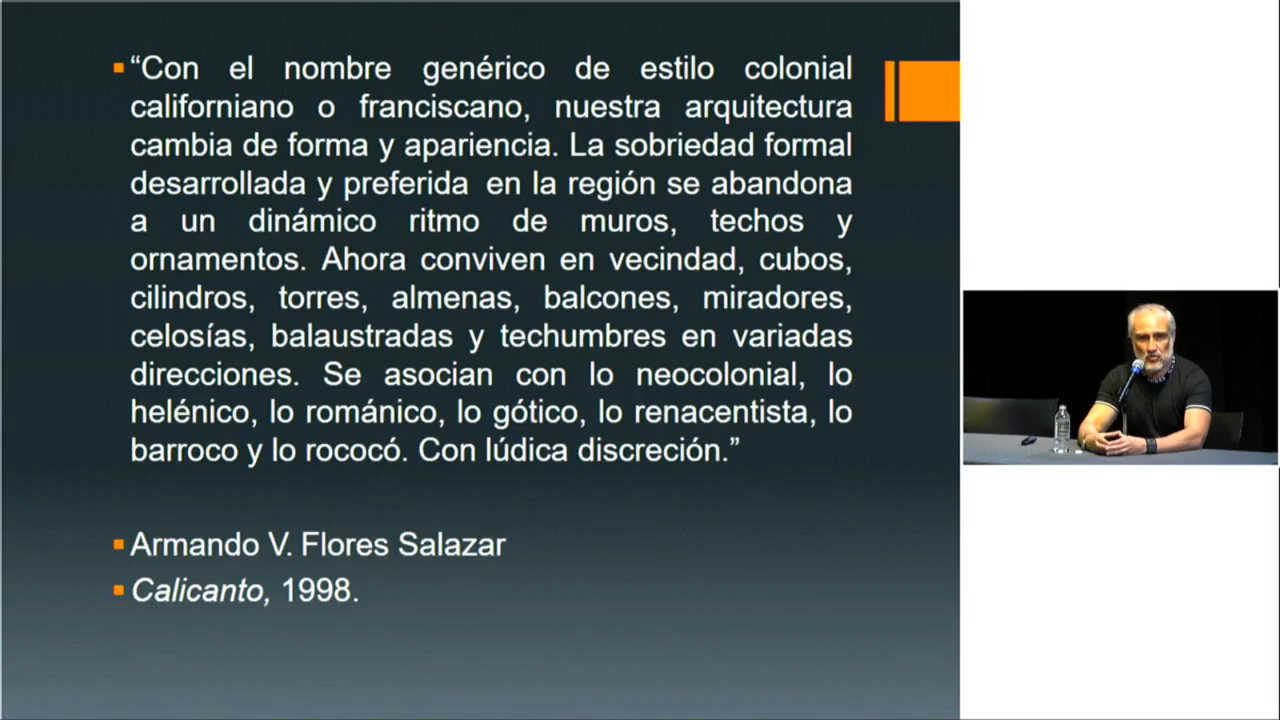 “Con el nombre genérico de estilo colonial
californiano o franciscano, nuestra arquitectura
cambia de forma y apariencia. La sobriedad formal
desarrollada y preferida en la región se abandona
a un dinámico ritmo de muros, techos y
ornamentos. Ahora conviven en vecindad, cubos,
cilindros, torres, almenas, balcones, miradores,
celosías, balaustradas y techumbres en variadas
direcciones. Se asocian con lo neocolonial, lo
helénico, lo románico, lo gótico, lo renacentista, lo
barroco y lo rococó. Con lúdica discreción.”
Armando V. Flores Salazar
Calicanto, 1998.